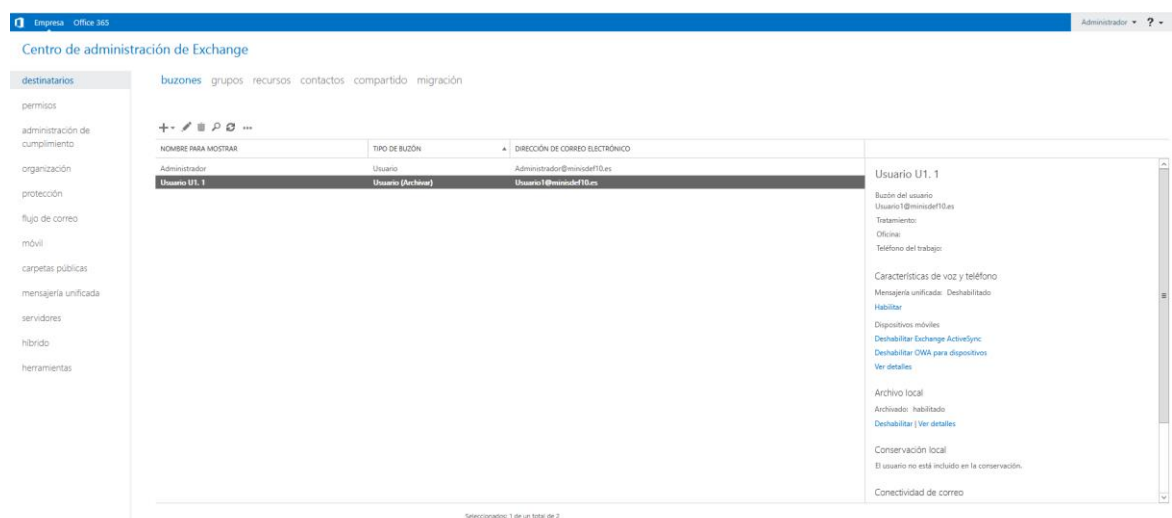 Empresa Office 365
Administrador ?
Centro de administración de Exchange
destinatarios
permisos
administración de
cumplimiento
organización
protección
flujo de correo
móvil
carpetas públicas
mensajería unificada
servidores
híbrido
herramientas
buzones grupos recursos contactos compartido migración
NOMBRE PARA MOSTRAR TIPO DE BUZÓN DIRECCIÓN DE CORREO ELECTRÓNICO
Administrador Usuario Administrador@minisdef10.es
Usuario U1. 1 Usuario (Archivar) Usuario1@minisdef10.es
Usuario U1. 1
Buzón del usuario
Usuario1@minisdef10.es
Tratamiento:
Oficina:
Teléfono del trabajo:
Características de voz y teléfono
Mensajería unificada: Deshabilitado
Habilitar
Dispositivos móviles
Deshabilitar Exchange ActiveSync
Deshabilitar OWA para dispositivos
Ver detalles
Archivo local
Archivado: habilitado
Deshabilitar | Ver detalles
Conservación local
El usuario no está incluido en la conservación.
Conectividad de correo
Seleccionados: 1 de un total de 2